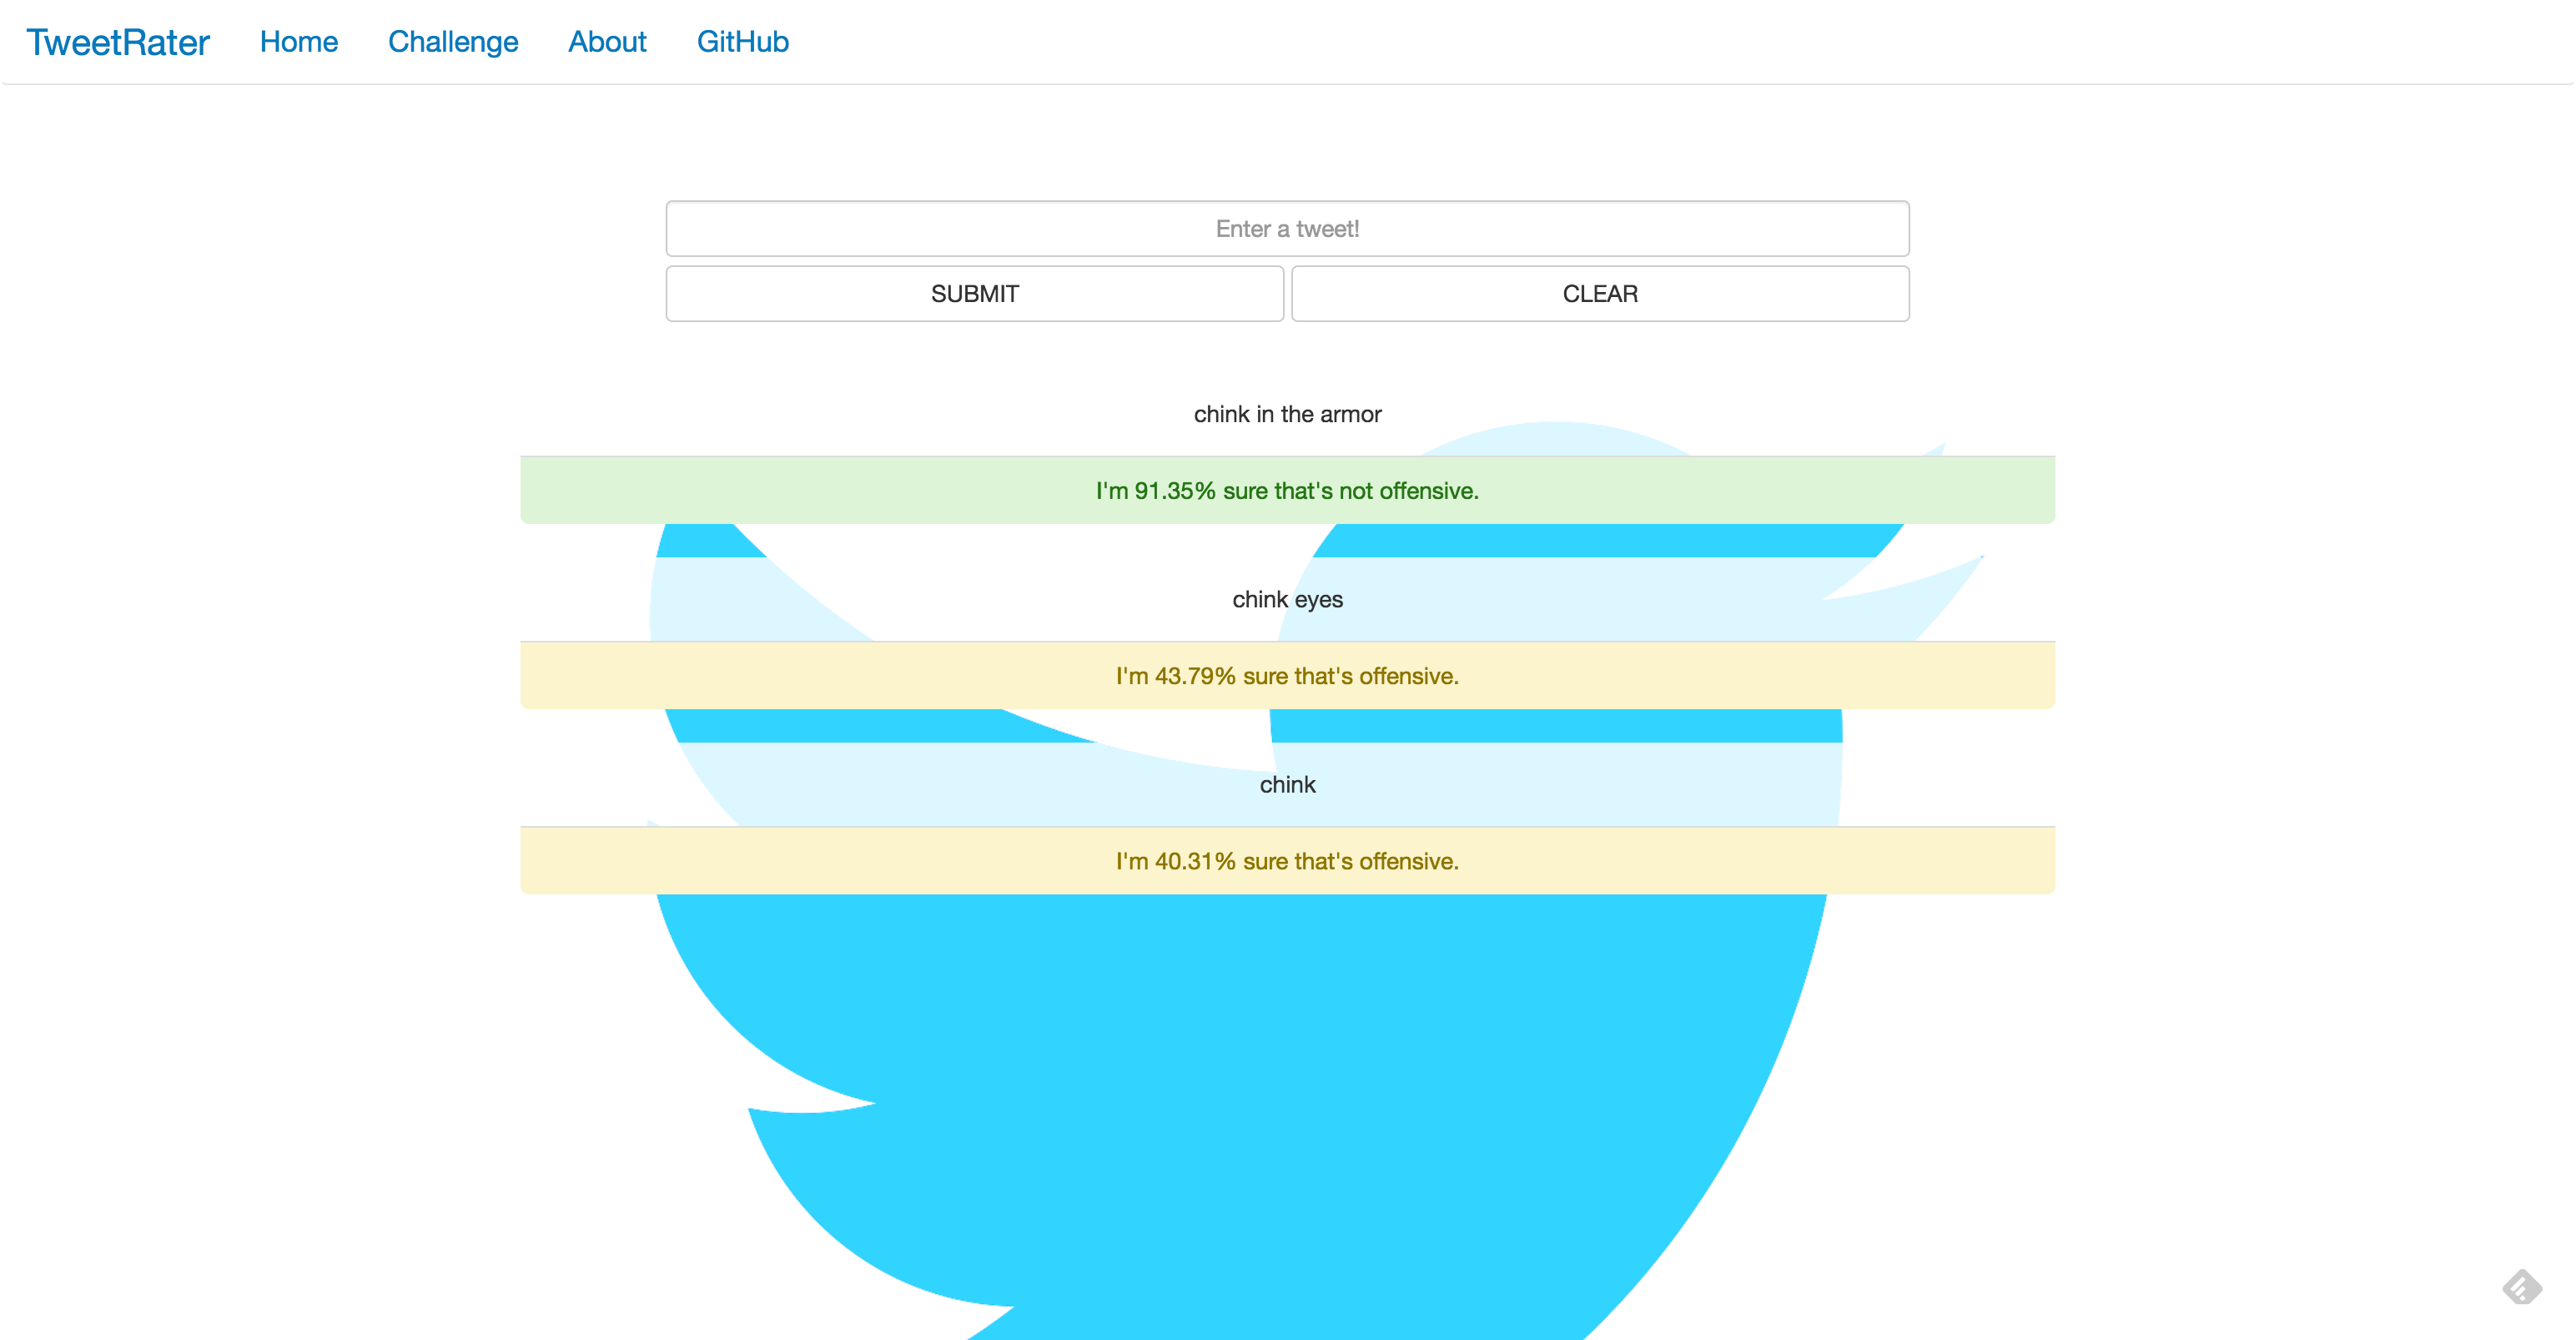 TweetRater Home Challenge About GitHub
Enter a tweet!
SUBMIT CLEAR
chink in the armor
I'm 91.35% sure that's not offensive.
chink eyes
I'm 43.79% sure that's offensive.
chink
I'm 40.31% sure that's offensive.